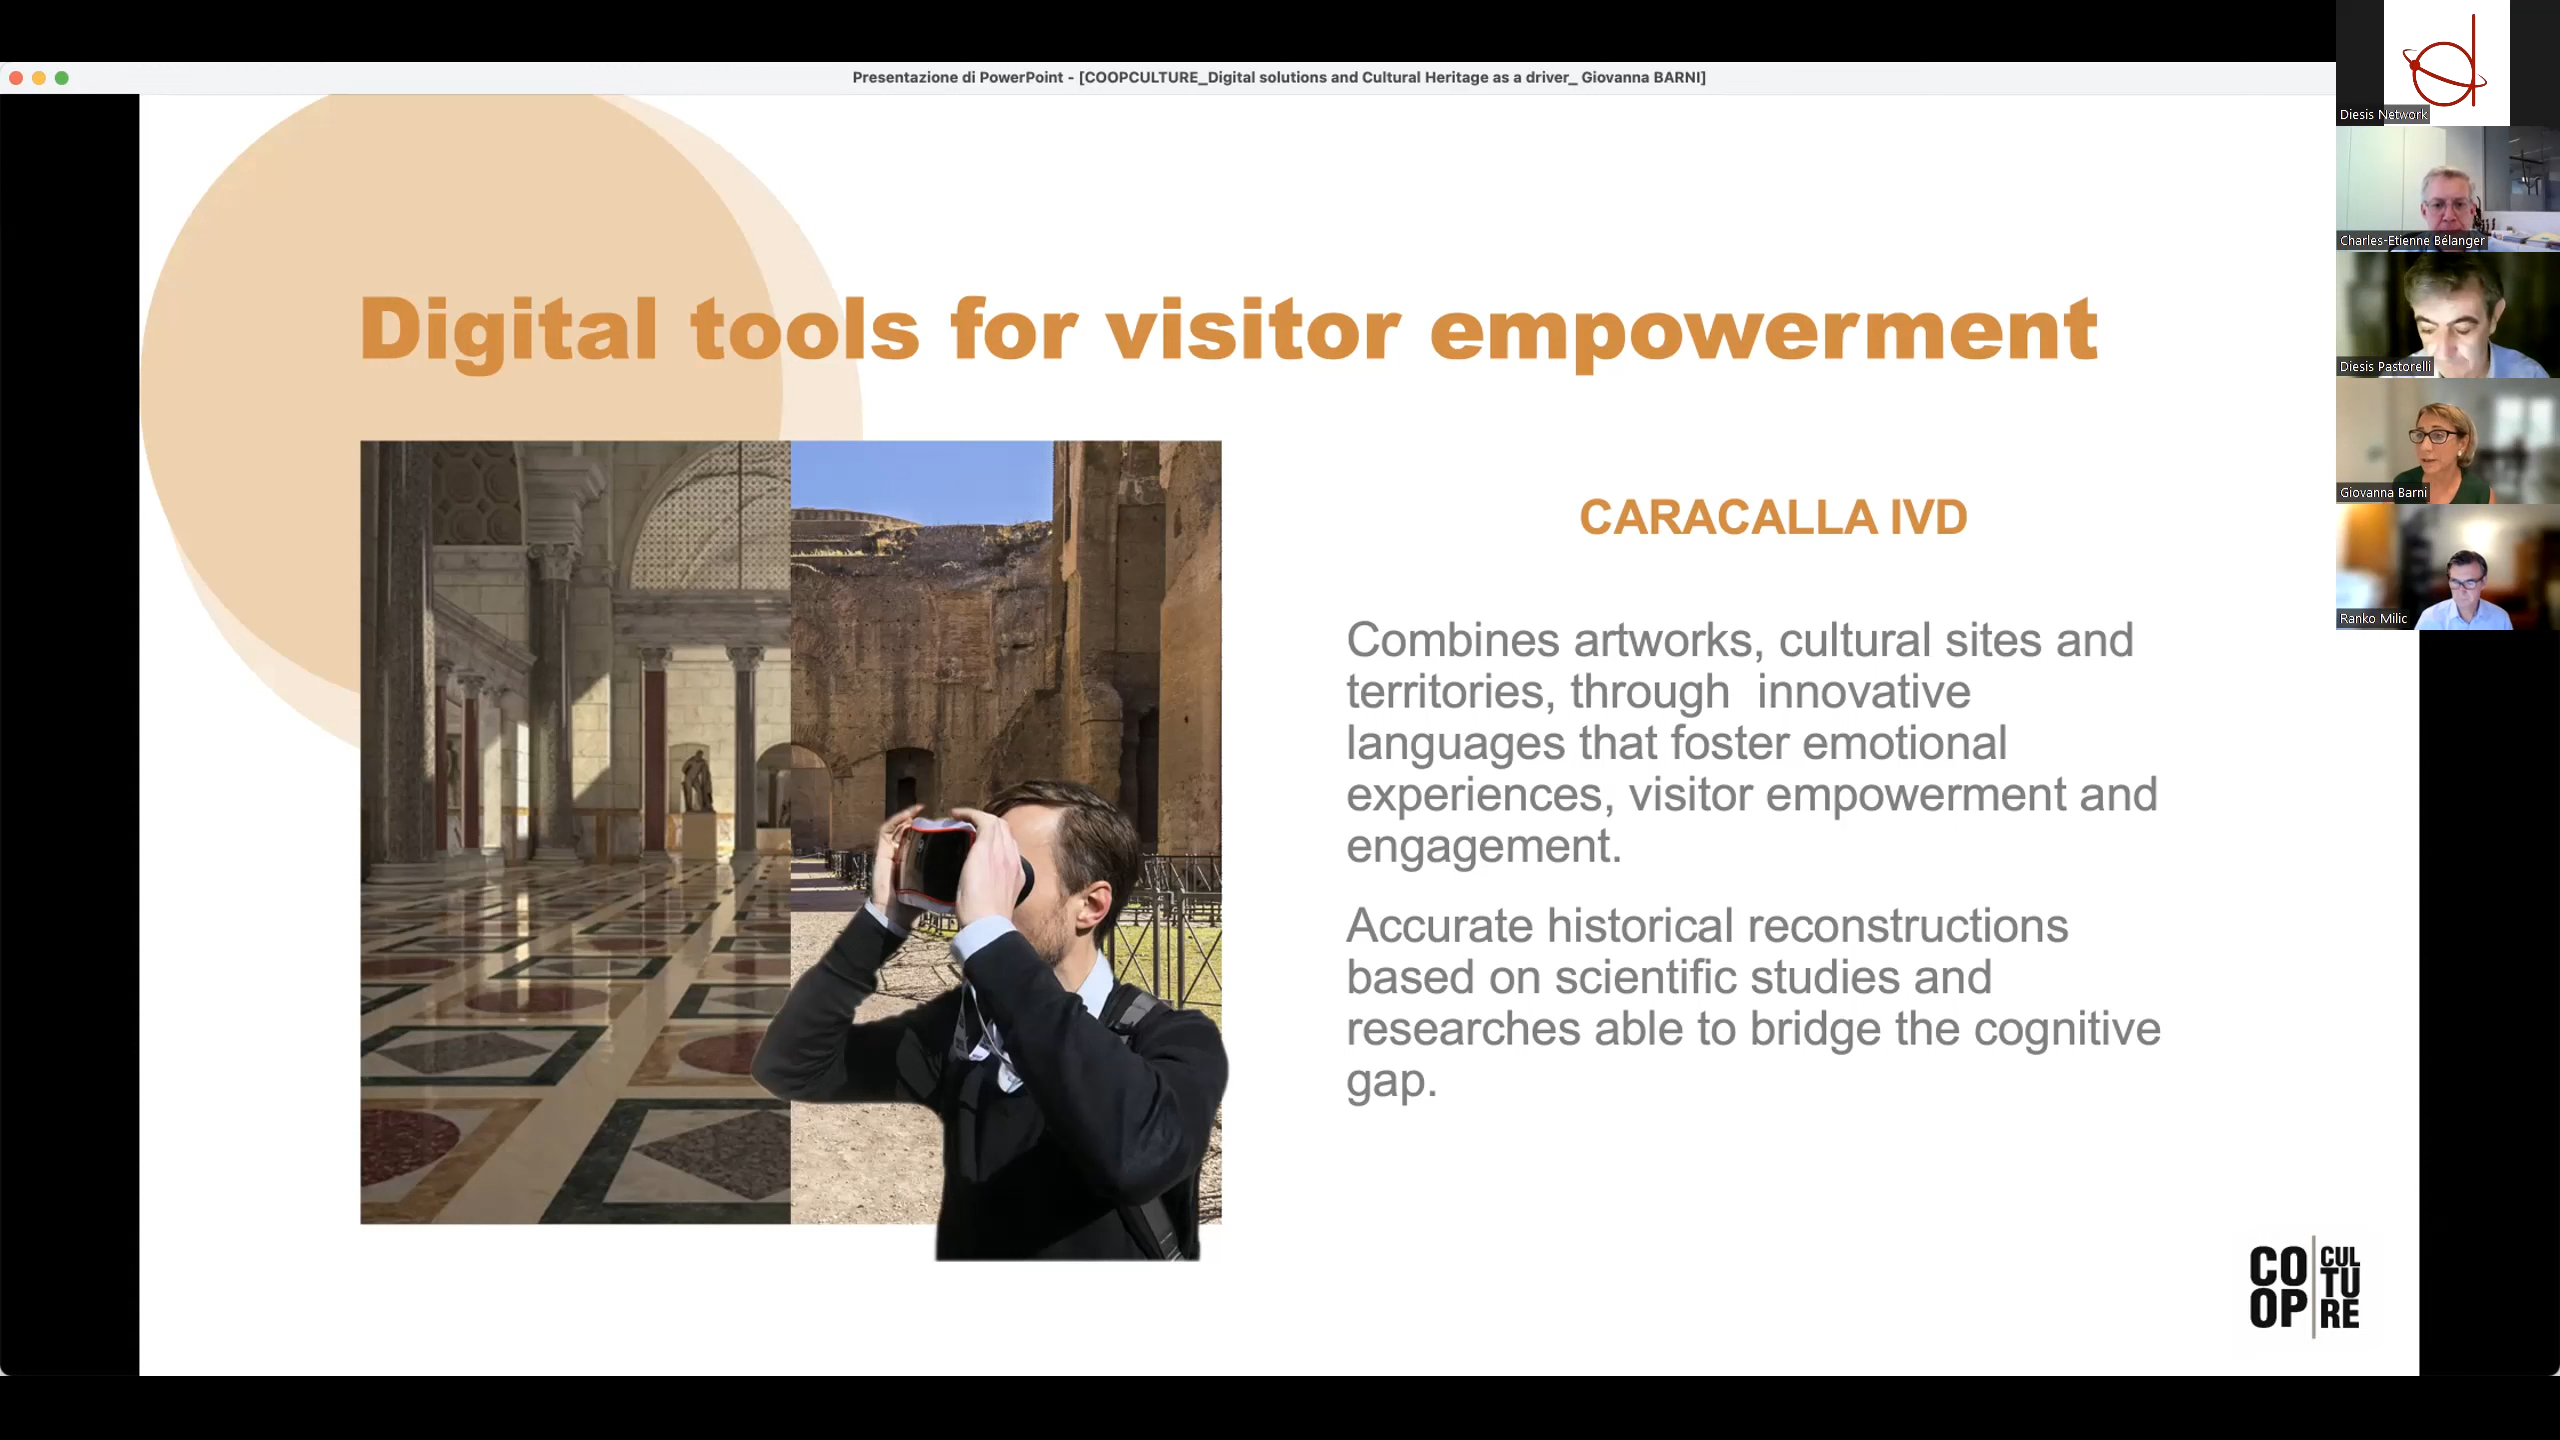 Presentazione di PowerPoint - [COOPCULTURE_Digital solutions and Cultural Heritage as a driver_ Giovanna BARNI]
Digital tools for visitor empowerment
CARACALLA IVD
Combines artworks, cultural sites and
territories, through  innovative
languages that foster emotional
experiences, visitor empowerment and
engagement.
Accurate historical reconstructions
based on scientific studies and
researches able to bridge the cognitive
gap.
CO
OP
CUL
TU
RE
Diesis Network
Charles-Etienne Bélanger
Diesis Pastorelli
Giovanna Barni
Ranko Milic